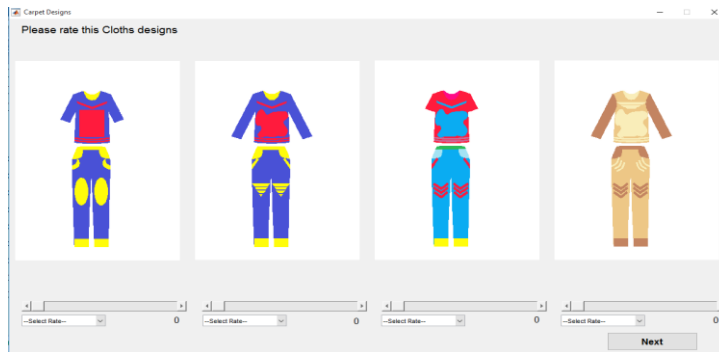 Carpet Designs
Please rate this Cloths designs
--Select Rate-- 0 --Select Rate-- 0 --Select Rate-- 0 --Select Rate-- 0
Next